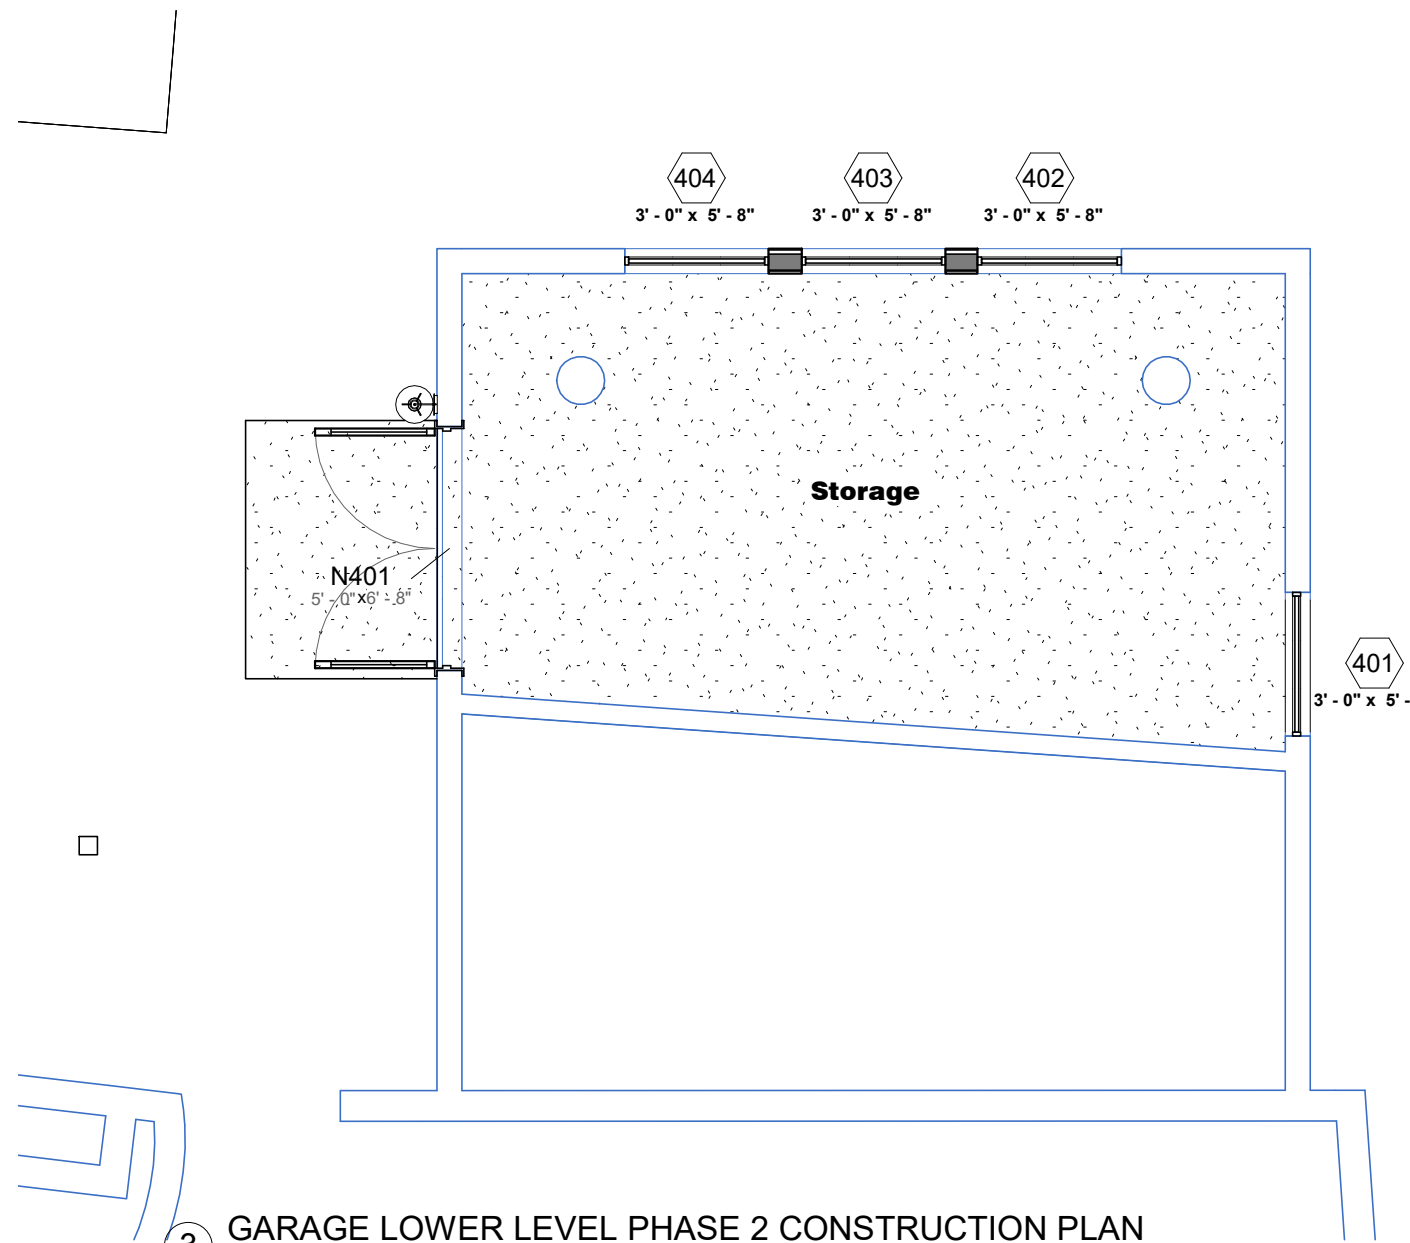 404
403
402
3' - 0" x 5' - 8"
3' - 0" x 5' - 8"
3' - 0" x 5' - 8"
Storage
N401
5' - 0" x 6' - 8"
401
3' - 0" x 5' -
GARAGE LOWER LEVEL PHASE 2 CONSTRUCTION PLAN